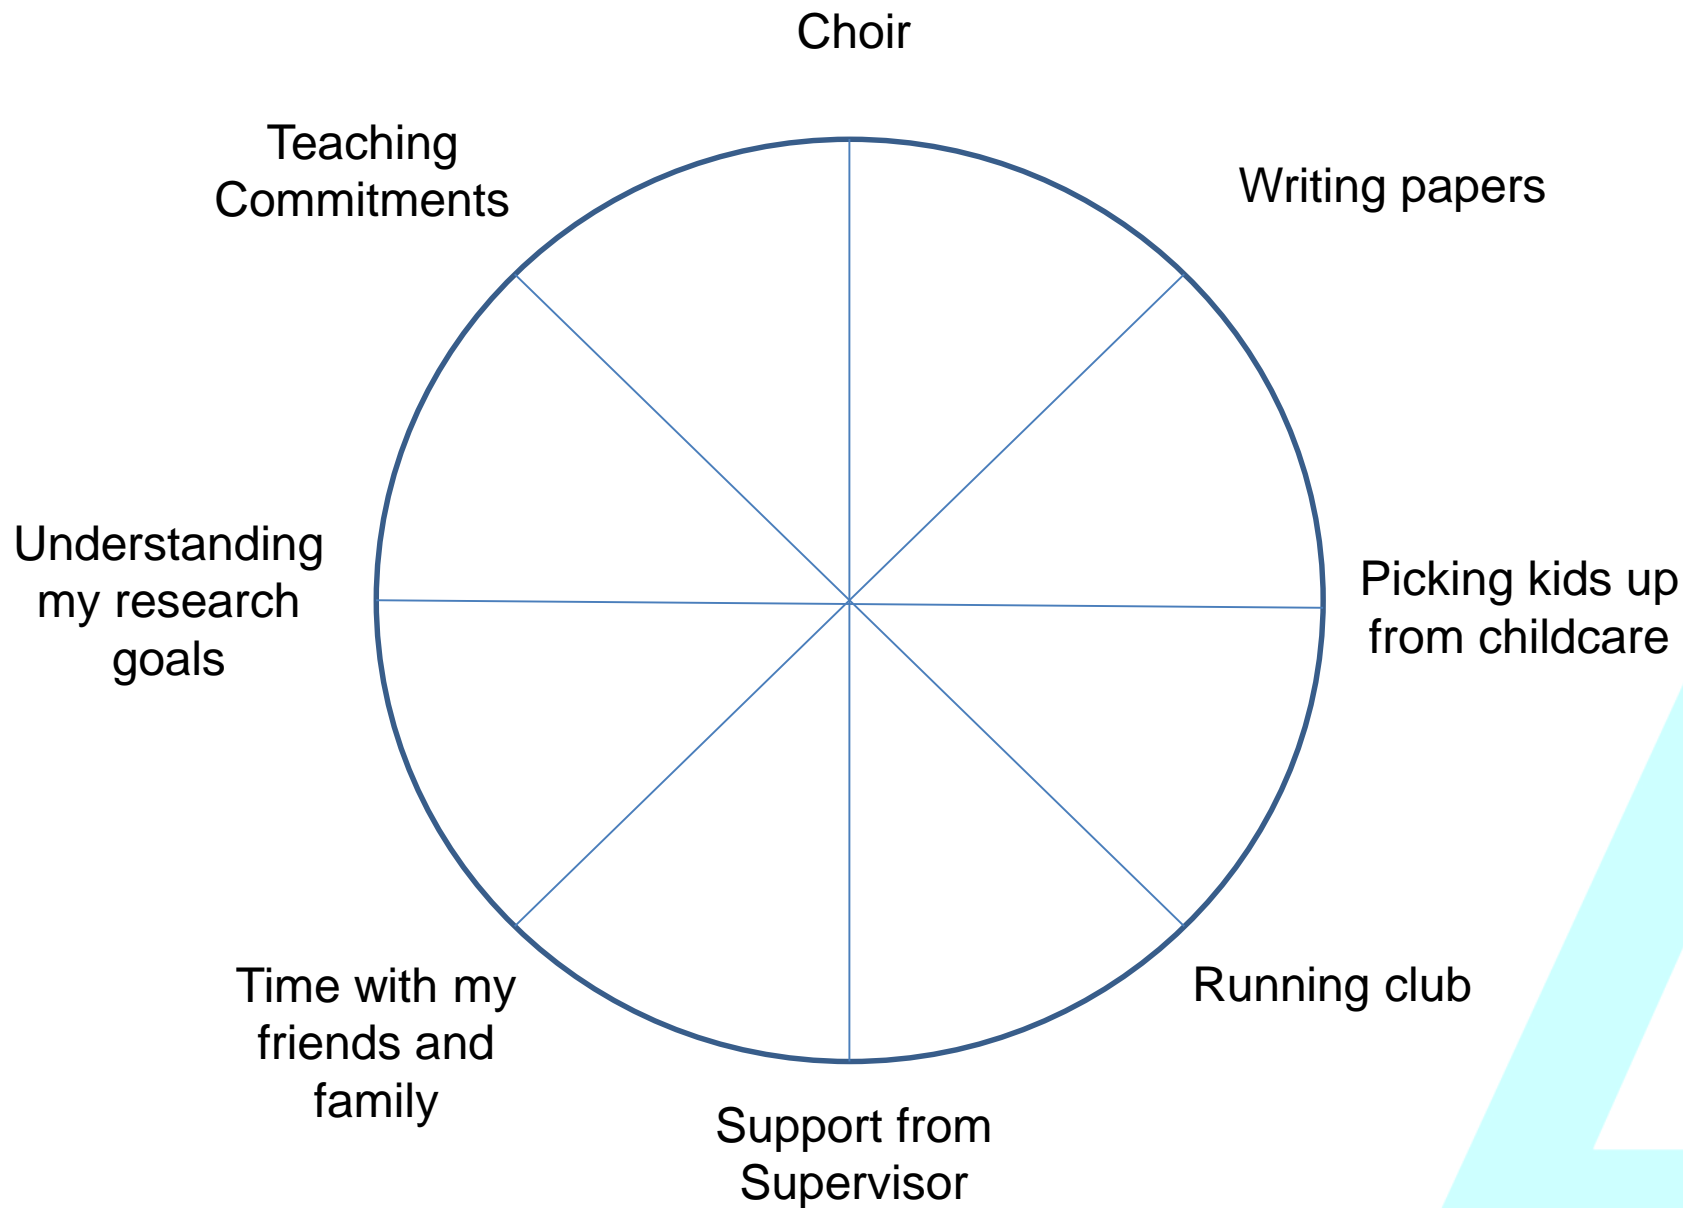 Choir
Teaching
Commitments
Writing papers
Understanding
my research
goals
Picking kids up
from childcare
Time with my
friends and
family
Running club
Support from
Supervisor